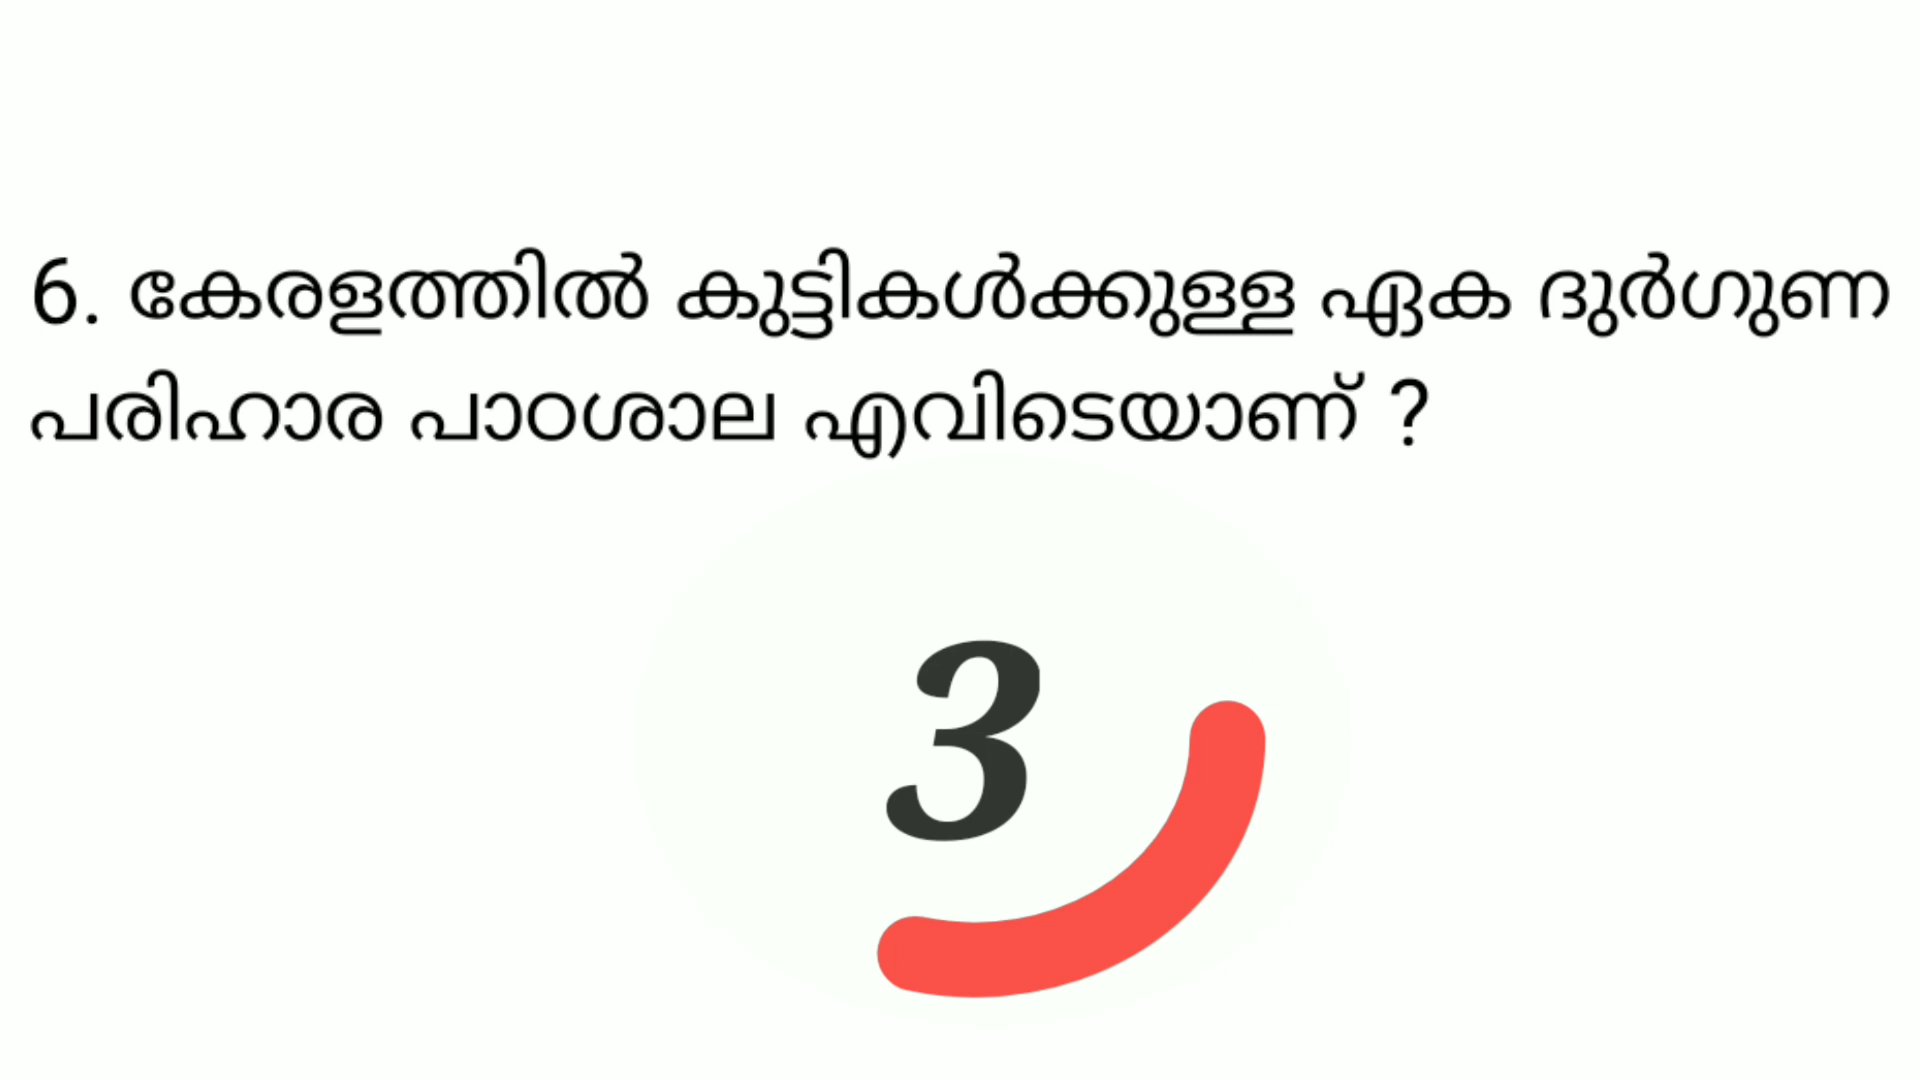 6. കേരളത്തിൽ കുട്ടികൾക്കുള്ള ഏക ദുർഗുണ
പരിഹാര പാഠശാല എവിടെയാണ് ?
3